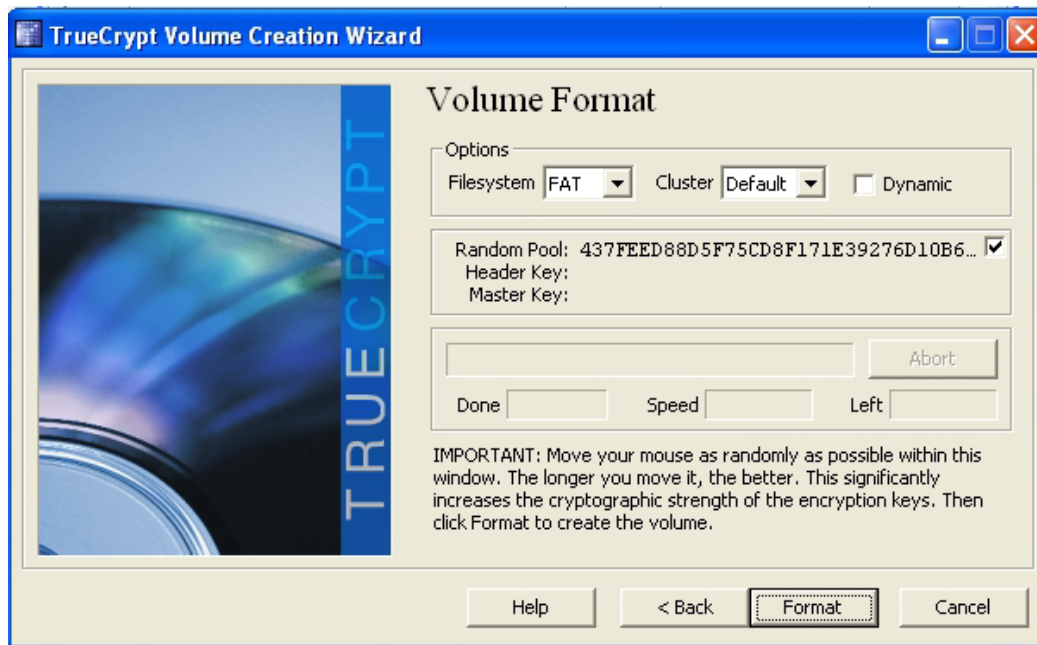 TrueCrypt Volume Creation Wizard
TRUECRYPT
Volume Format
Options
Filesystem FAT Cluster Default Dynamic
Random Pool: 437FEED88D5F75CD8F171E39276D10B6...
Header Key:
Master Key:
Abort
Done Speed Left
IMPORTANT: Move your mouse as randomly as possible within this
window. The longer you move it, the better. This significantly
increases the cryptographic strength of the encryption keys. Then
click Format to create the volume.
Help < Back Format Cancel